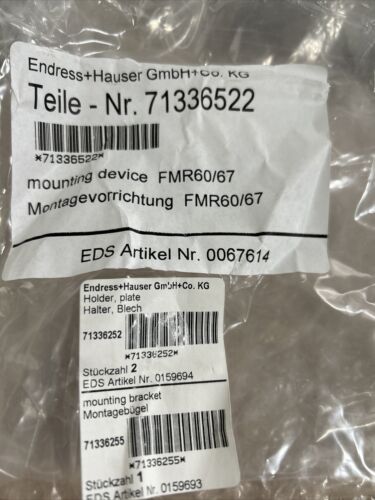 Endress+Hauser GmbH+Co. KG
Teile - Nr. 71336522
*71336522*
mounting device FMR60/67
Montagevorrichtung FMR60/67
EDS Artikel Nr. 0067614
Endress+Hauser GmbH+Co. KG
Holder, plate
Halter, Blech
71336252
*71336252*
Stückzahl 2
EDS Artikel Nr. 0159694
mounting bracket
Montagebügel
71336255
*71336255*
Stückzahl 1
EDS Artikel Nr. 0159693